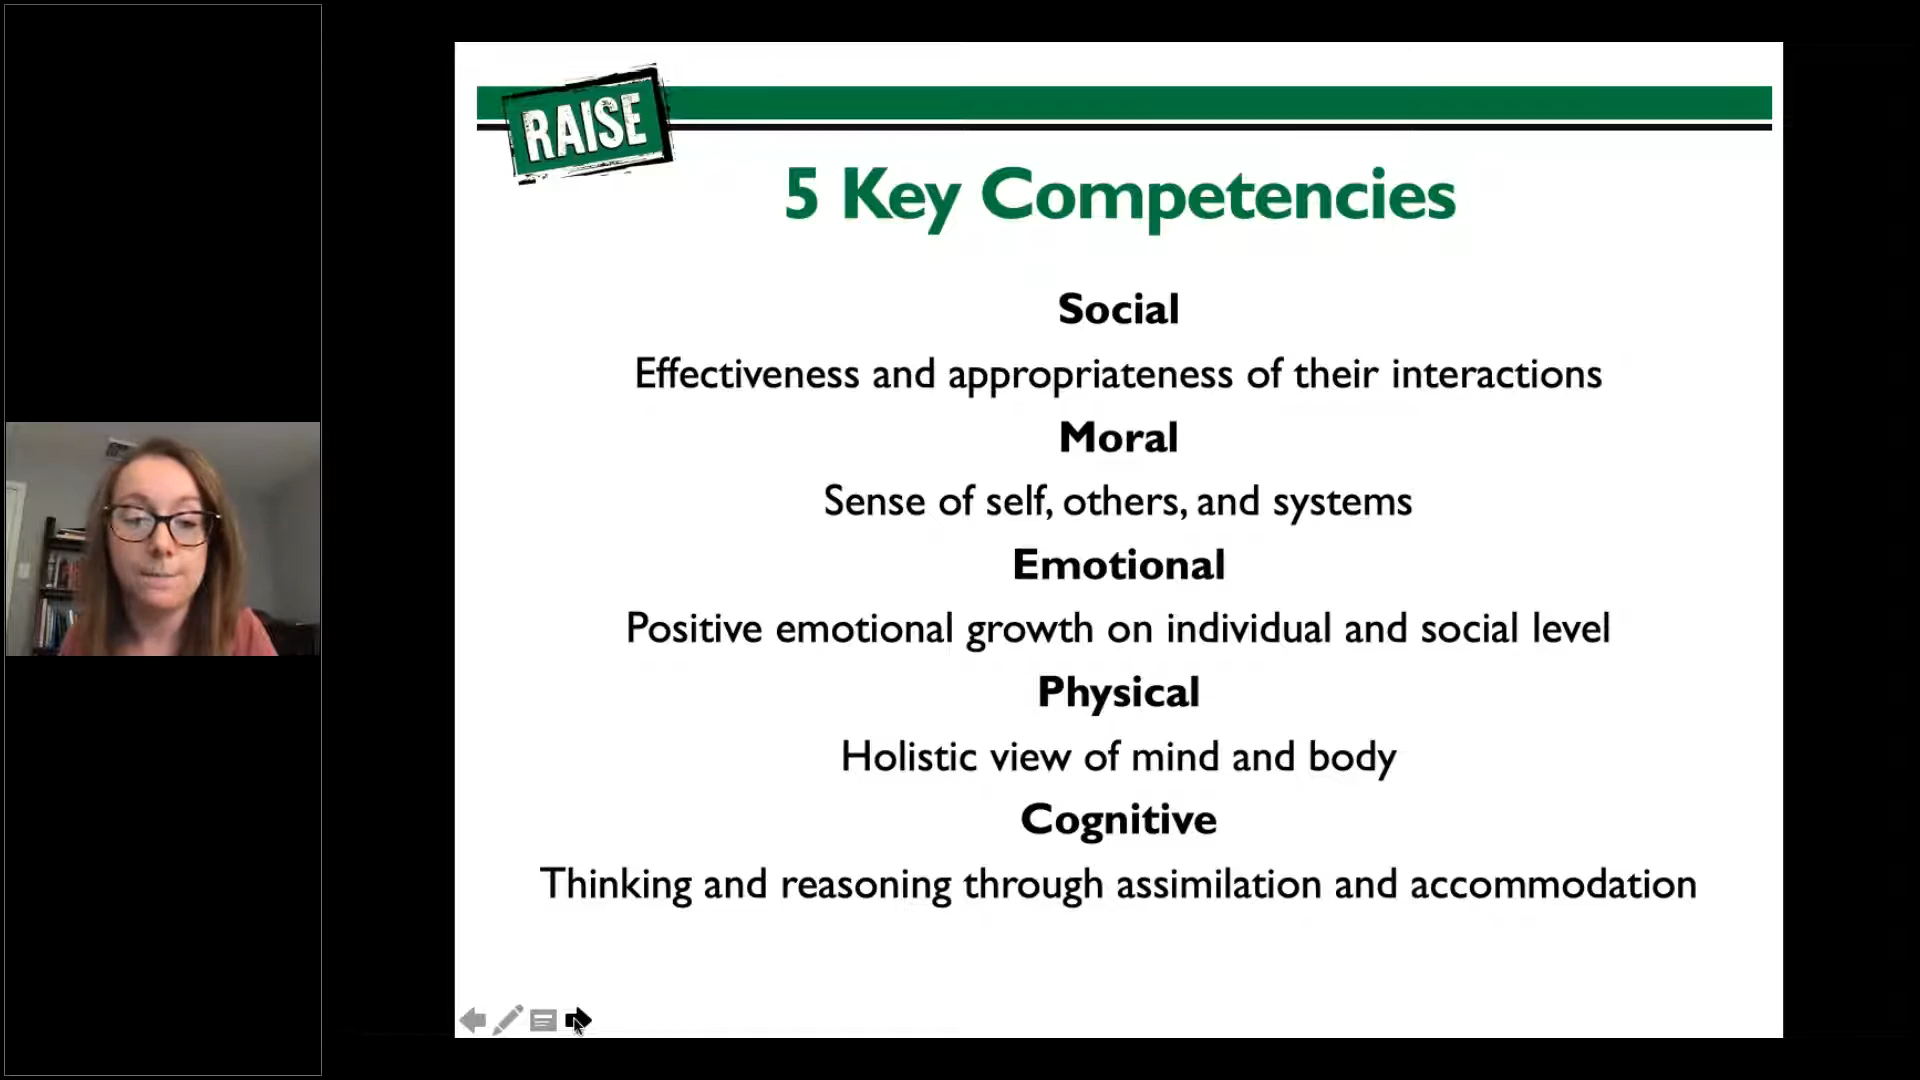 RAISE
5 Key Competencies
Social
Effectiveness and appropriateness of their interactions
Moral
Sense of self, others, and systems
Emotional
Positive emotional growth on individual and social level
Physical
Holistic view of mind and body
Cognitive
Thinking and reasoning through assimilation and accommodation